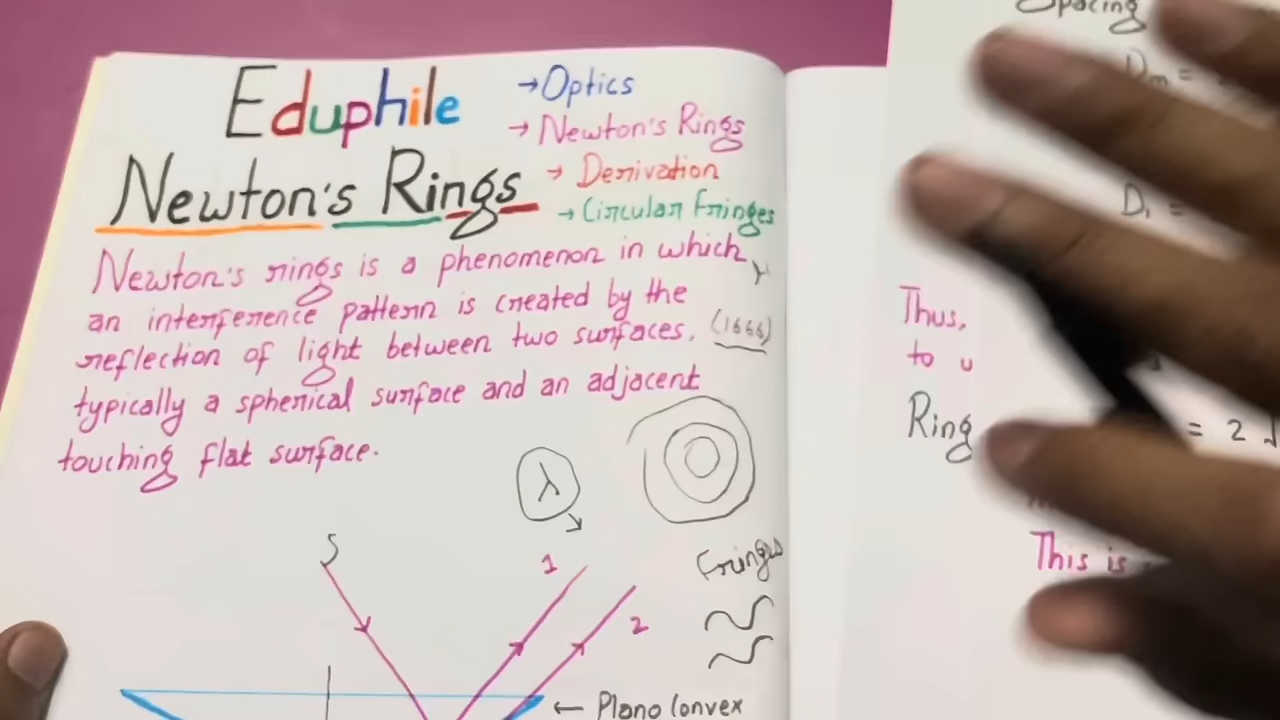 Eduphile
→ Optics
→ Newton's Rings
→ Derivation
→ Circular Fringes
Newton's Rings
Newton's rings is a phenomenon in which
an interference pattern is created by the
reflection of light between two surfaces,
(1666)
typically a spherical surface and an adjacent
touching flat surface.
λ
S
1
2
Fringes
← Plano Convex
Spacing
Dm =
D1 =
Thus,
to u
Ring
= 2 √
This is